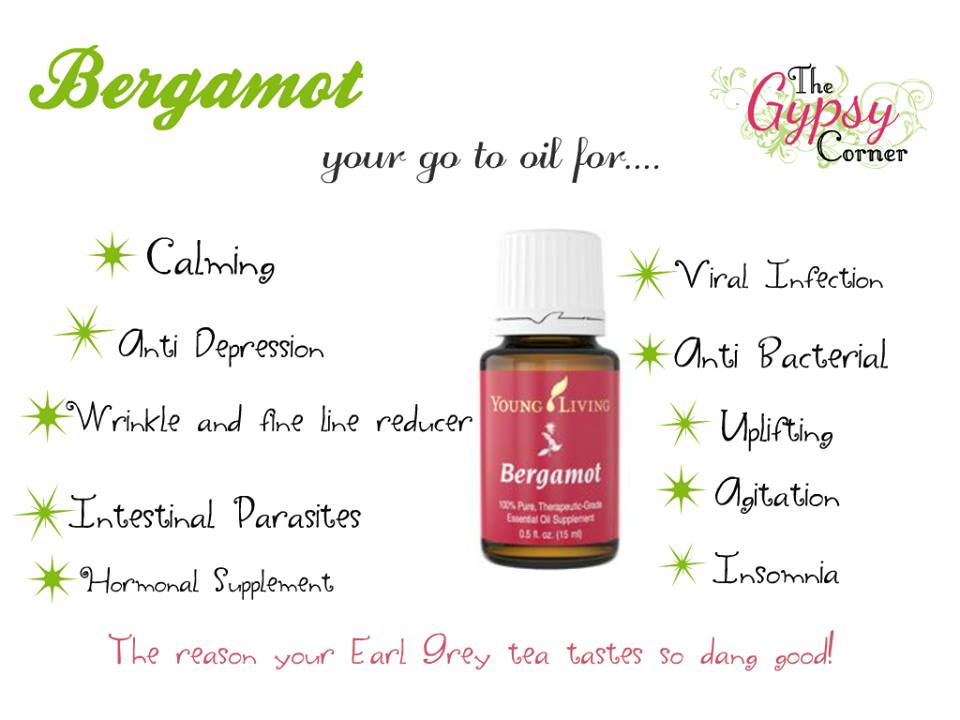 Bergamot
The
Gypsy
Corner
your go to oil for....
Calming
Anti Depression
Wrinkle and fine line reducer
Intestinal Parasites
Hormonal Supplement
YOUNG LIVING
Bergamot
100% Pure, Therapeutic-Grade
Essential Oil Supplement
0.5 fl. oz. (15 ml)
Viral Infection
Anti Bacterial
Uplifting
Agitation
Insomnia
The reason your Earl Grey tea tastes so dang good!